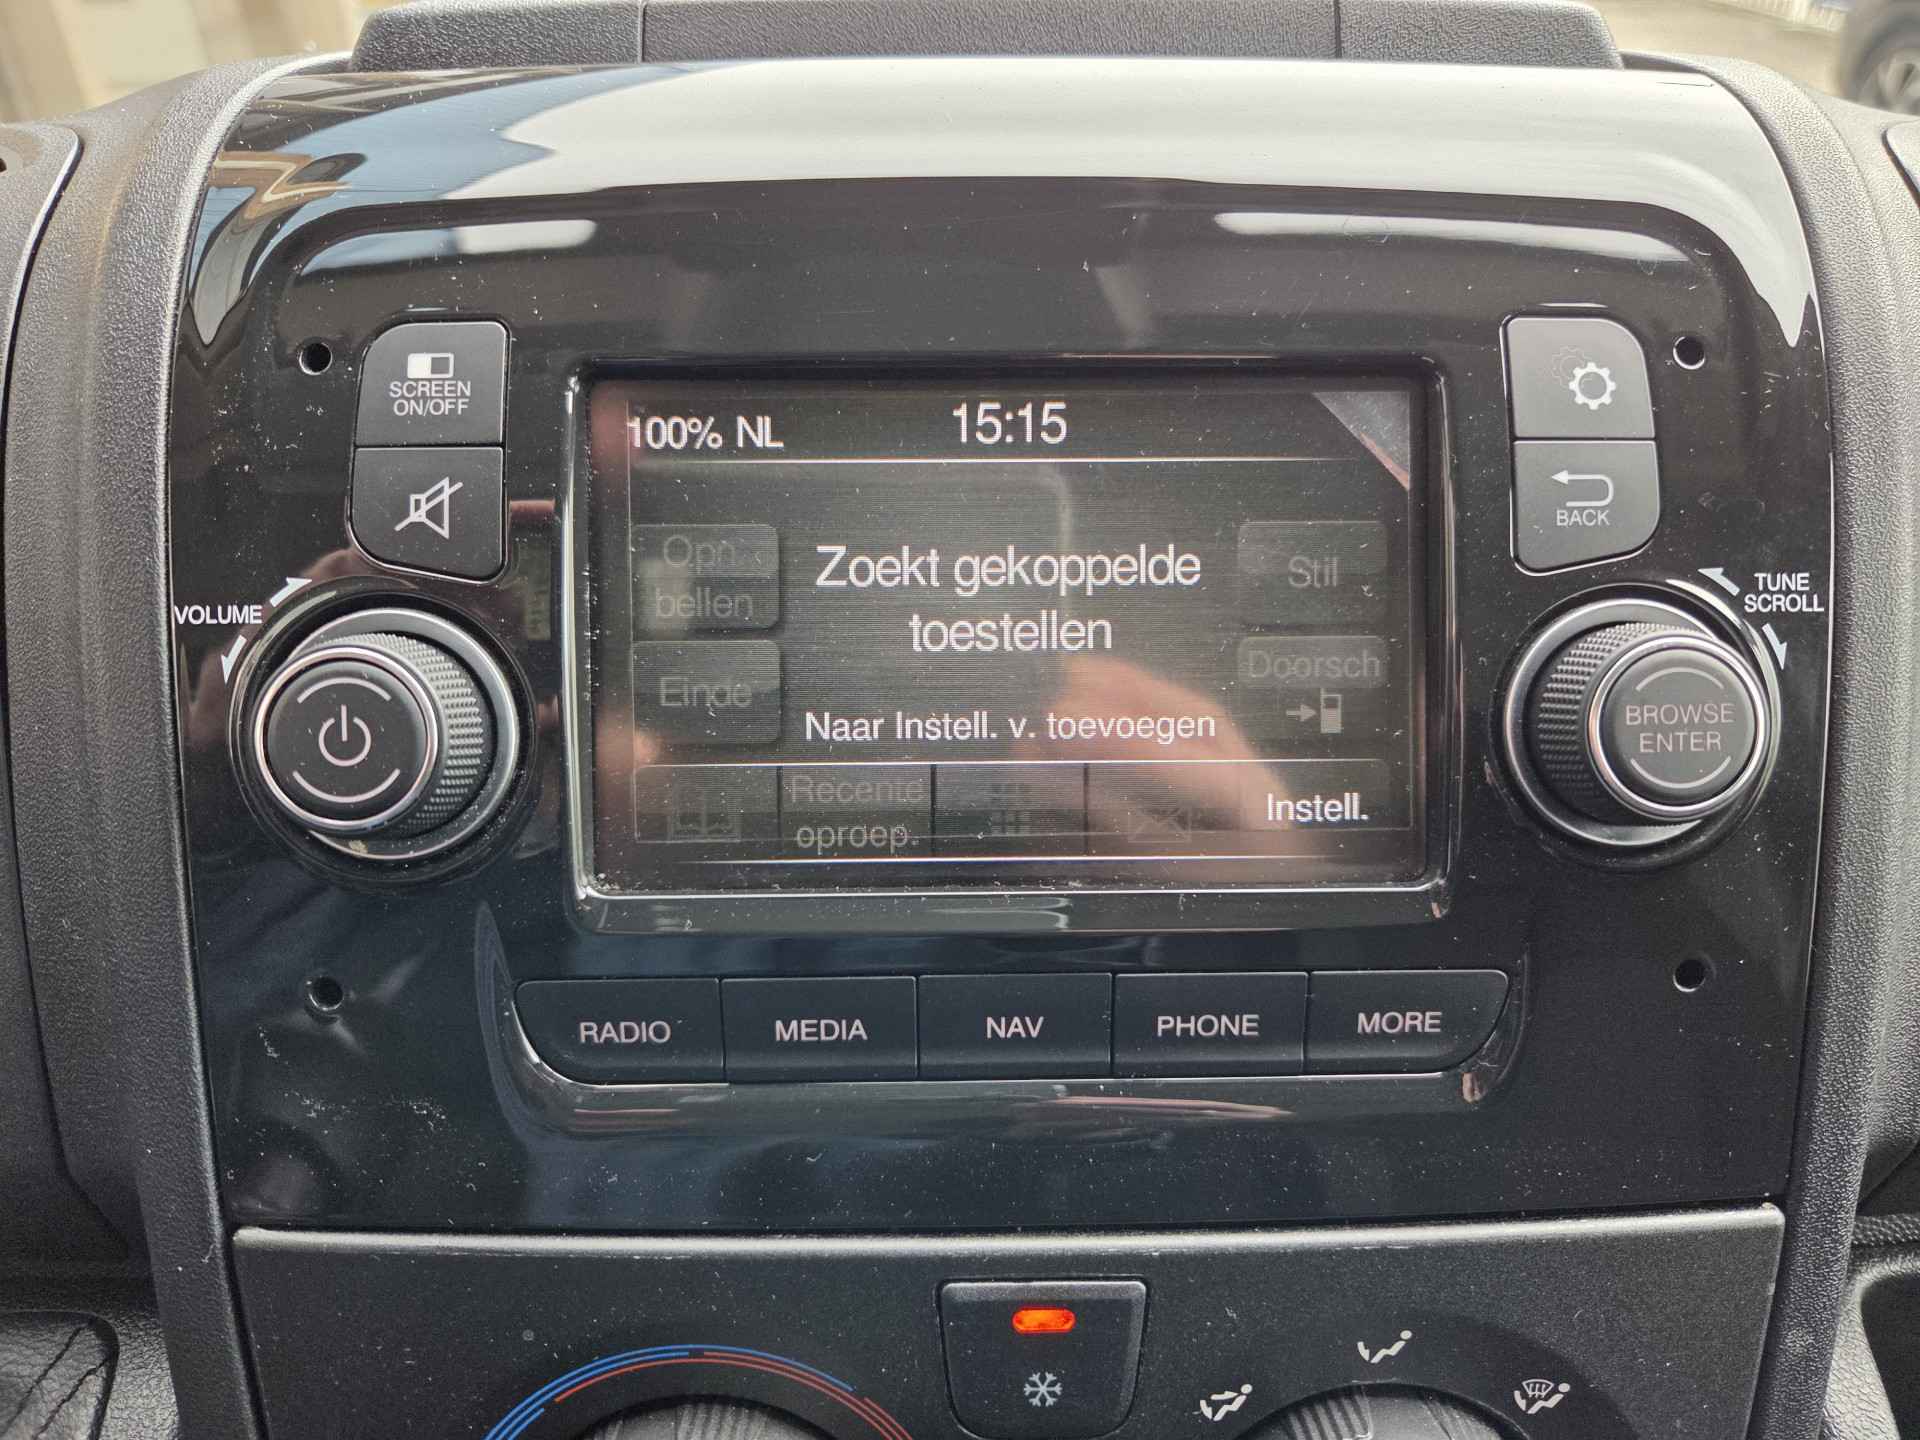 SCREEN
ON/OFF
100% NL
15:15
BACK
VOLUME
TUNE
SCROLL
Opn.
bellen
Zoekt gekoppelde
toestellen
Stil
Einde
Doorsch
Naar Instell. v. toevoegen
BROWSE
ENTER
Recente
oproep.
Instell.
RADIO
MEDIA
NAV
PHONE
MORE